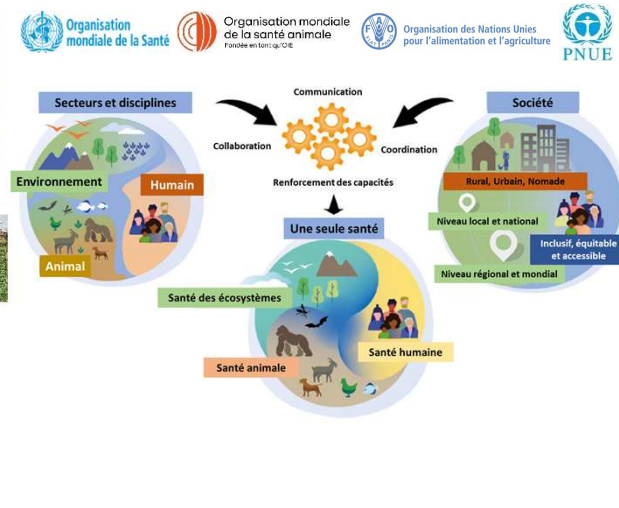 Organisation
mondiale de la Santé
Organisation mondiale
de la santé animale
Fondée en tant qu'OIE
FAO
FIAT PANIS
Organisation des Nations Unies
pour l'alimentation et l'agriculture
PNUE
Communication
Secteurs et disciplines
Société
Collaboration
Coordination
Environnement
Humain
Rural, Urbain, Nomade
Renforcement des capacités
Niveau local et national
Une seule santé
Inclusif, équitable
et accessible
Animal
Niveau régional et mondial
Santé des écosystèmes
Santé humaine
Santé animale